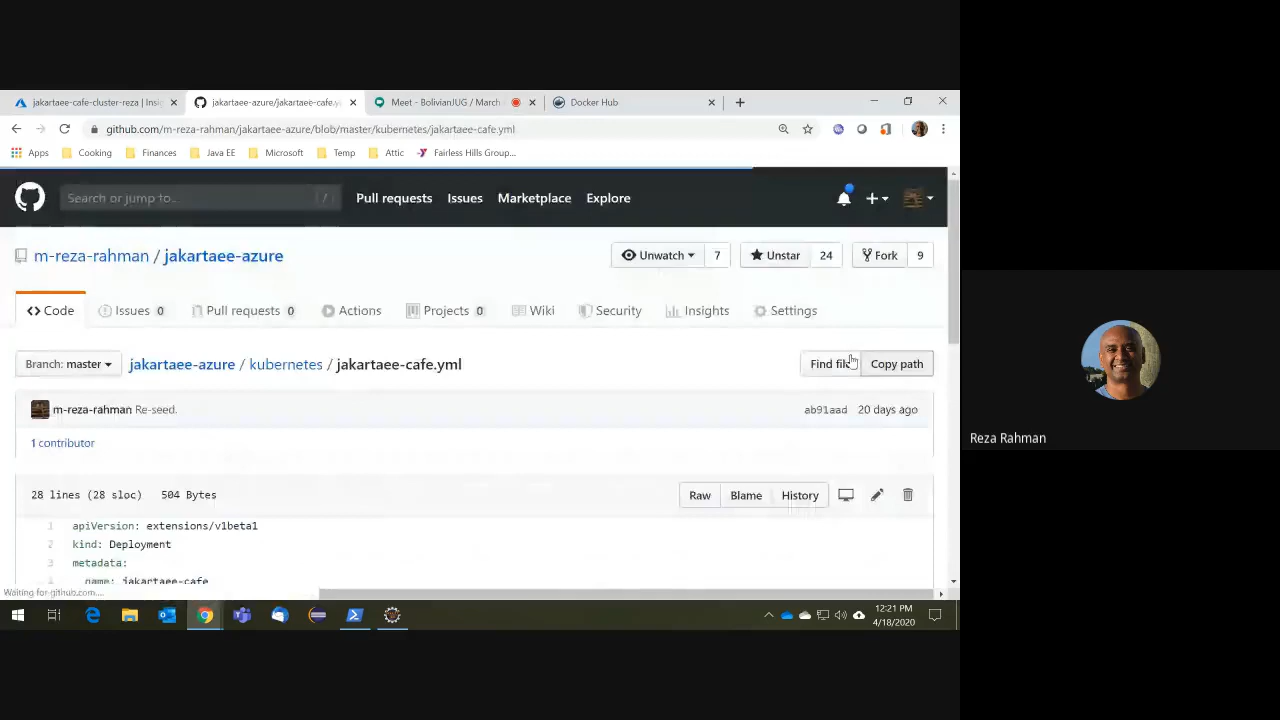 jakartaee-cafe-cluster-reza | Insi
jakartaee-azure/jakartaee-cafe.y
Meet - BolivianJUG / March
Docker Hub
github.com/m-reza-rahman/jakartaee-azure/blob/master/kubernetes/jakartaee-cafe.yml
Apps Cooking Finances Java EE Microsoft Temp Attic Fairless Hills Group...
Search or jump to... / Pull requests Issues Marketplace Explore
m-reza-rahman / jakartaee-azure Unwatch 7 Unstar 24 Fork 9
Code Issues 0 Pull requests 0 Actions Projects 0 Wiki Security Insights Settings
Branch: master jakartaee-azure / kubernetes / jakartaee-cafe.yml Find file Copy path
m-reza-rahman Re-seed. ab91aad 20 days ago
1 contributor
28 lines (28 sloc) 504 Bytes Raw Blame History
1 apiVersion: extensions/v1beta1
2 kind: Deployment
3 metadata:
4 name: jakartaee-cafe
Waiting for github.com...
12:21 PM
4/18/2020
Reza Rahman